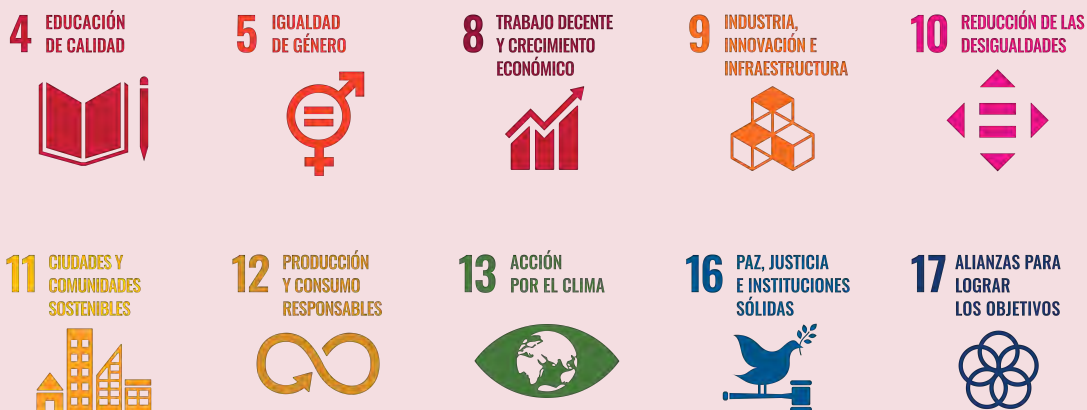 4 EDUCACIÓN
DE CALIDAD
5 IGUALDAD
DE GÉNERO
8 TRABAJO DECENTE
Y CRECIMIENTO
ECONÓMICO
9 INDUSTRIA,
INNOVACIÓN E
INFRAESTRUCTURA
10 REDUCCIÓN DE LAS
DESIGUALDADES
11 CIUDADES Y
COMUNIDADES
SOSTENIBLES
12 PRODUCCIÓN
Y CONSUMO
RESPONSABLES
13 ACCIÓN
POR EL CLIMA
16 PAZ, JUSTICIA
E INSTITUCIONES
SÓLIDAS
17 ALIANZAS PARA
LOGRAR
LOS OBJETIVOS